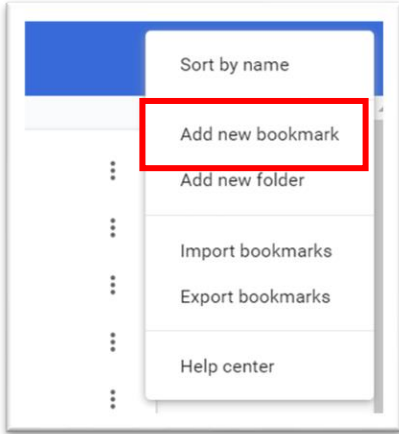 Sort by name
Add new bookmark
Add new folder
Import bookmarks
Export bookmarks
Help center